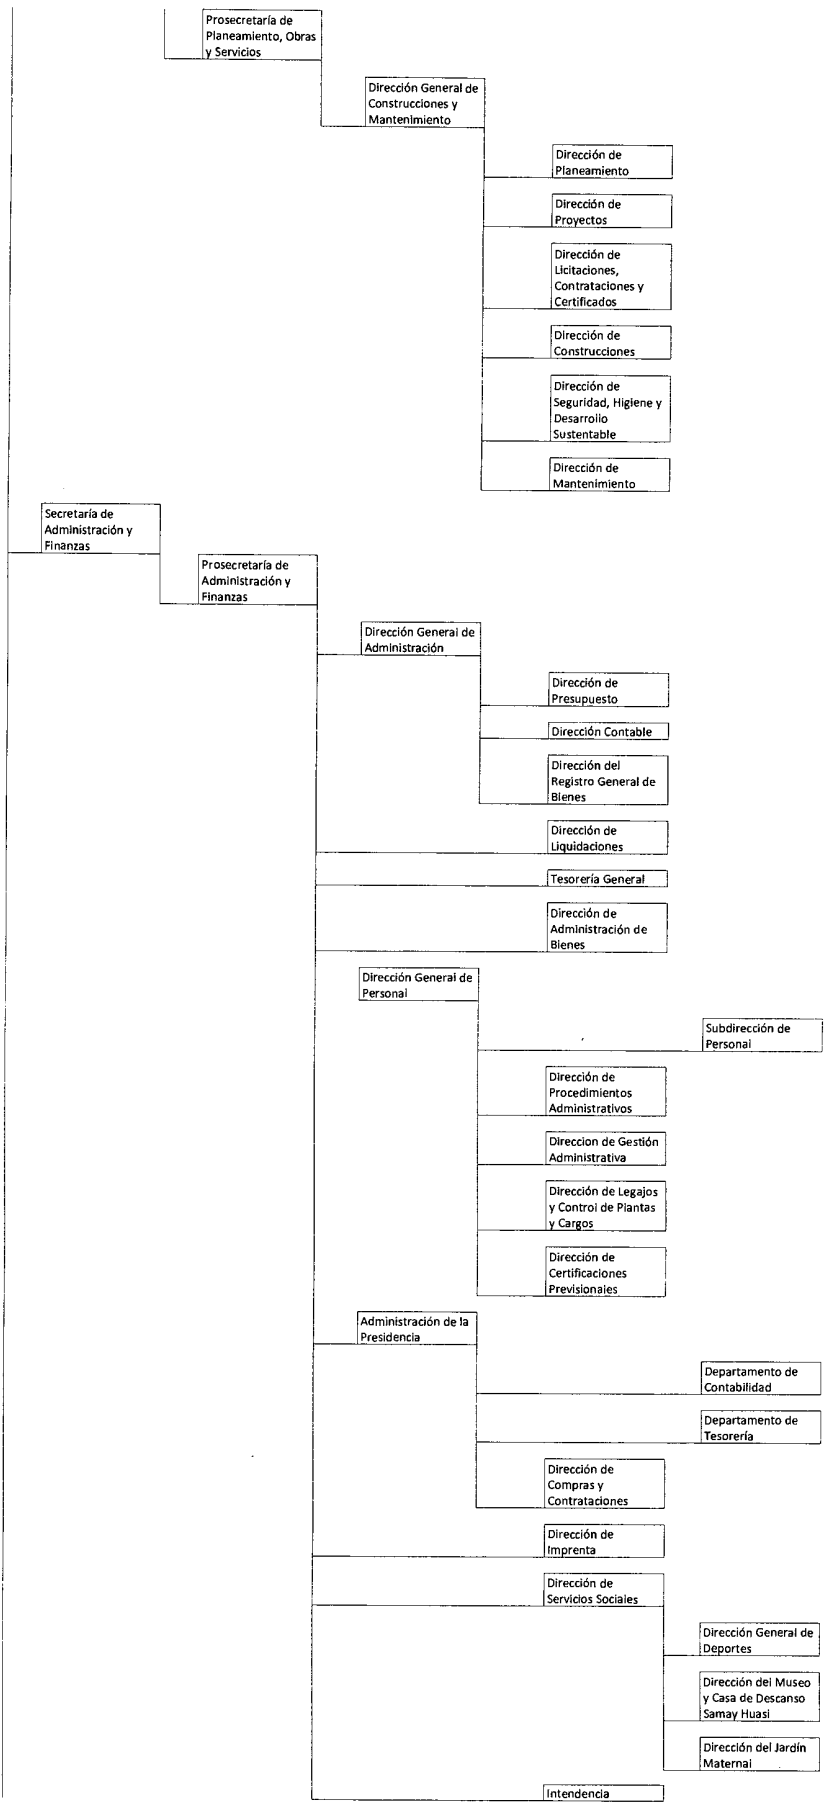 Prosecretaría de
Planeamiento, Obras
y Servicios
Dirección General de
Construcciones y
Mantenimiento
Dirección de
Planeamiento
Dirección de
Proyectos
Dirección de
Licitaciones,
Contrataciones y
Certificados
Dirección de
Construcciones
Dirección de
Seguridad, Higiene y
Desarrollo
Sustentable
Dirección de
Mantenimiento
Secretaría de
Administración y
Finanzas
Prosecretaría de
Administración y
Finanzas
Dirección General de
Administración
Dirección de
Presupuesto
Dirección Contable
Dirección del
Registro General de
Bienes
Dirección de
Liquidaciones
Tesorería General
Dirección de
Administración de
Bienes
Dirección General de
Personal
Subdirección de
Personal
Dirección de
Procedimientos
Administrativos
Direccion de Gestión
Administrativa
Dirección de Legajos
y Control de Plantas
y Cargos
Dirección de
Certificaciones
Previsionales
Administración de la
Presidencia
Departamento de
Contabilidad
Departamento de
Tesorería
Dirección de
Compras y
Contrataciones
Dirección de
Imprenta
Dirección de
Servicios Sociales
Dirección General de
Deportes
Dirección del Museo
y Casa de Descanso
Samay Huasi
Dirección del Jardín
Maternal
Intendencia